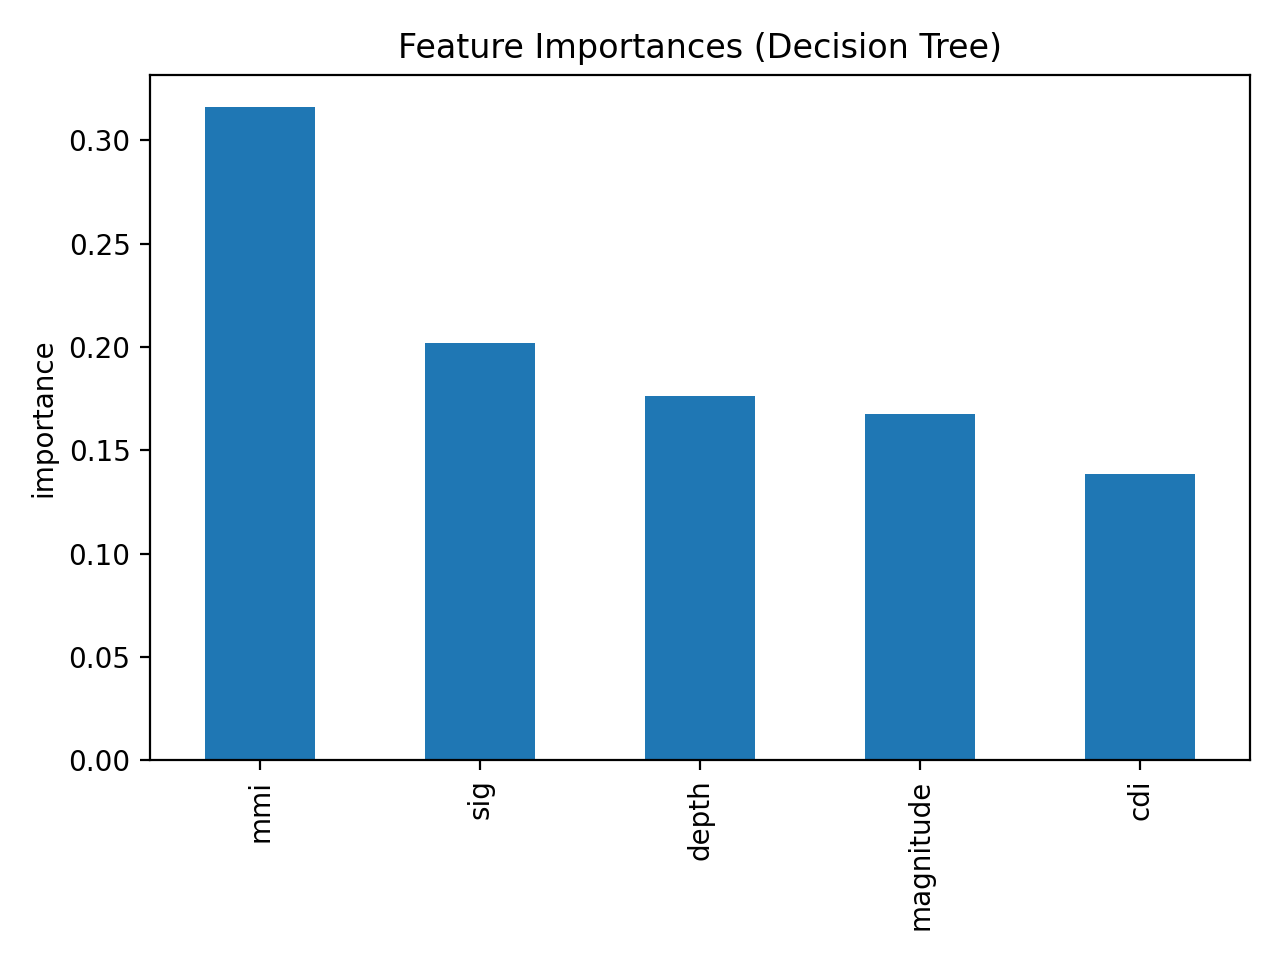 Feature Importances (Decision Tree)
importance
0.30
0.25
0.20
0.15
0.10
0.05
0.00
mmi
sig
depth
magnitude
cdi